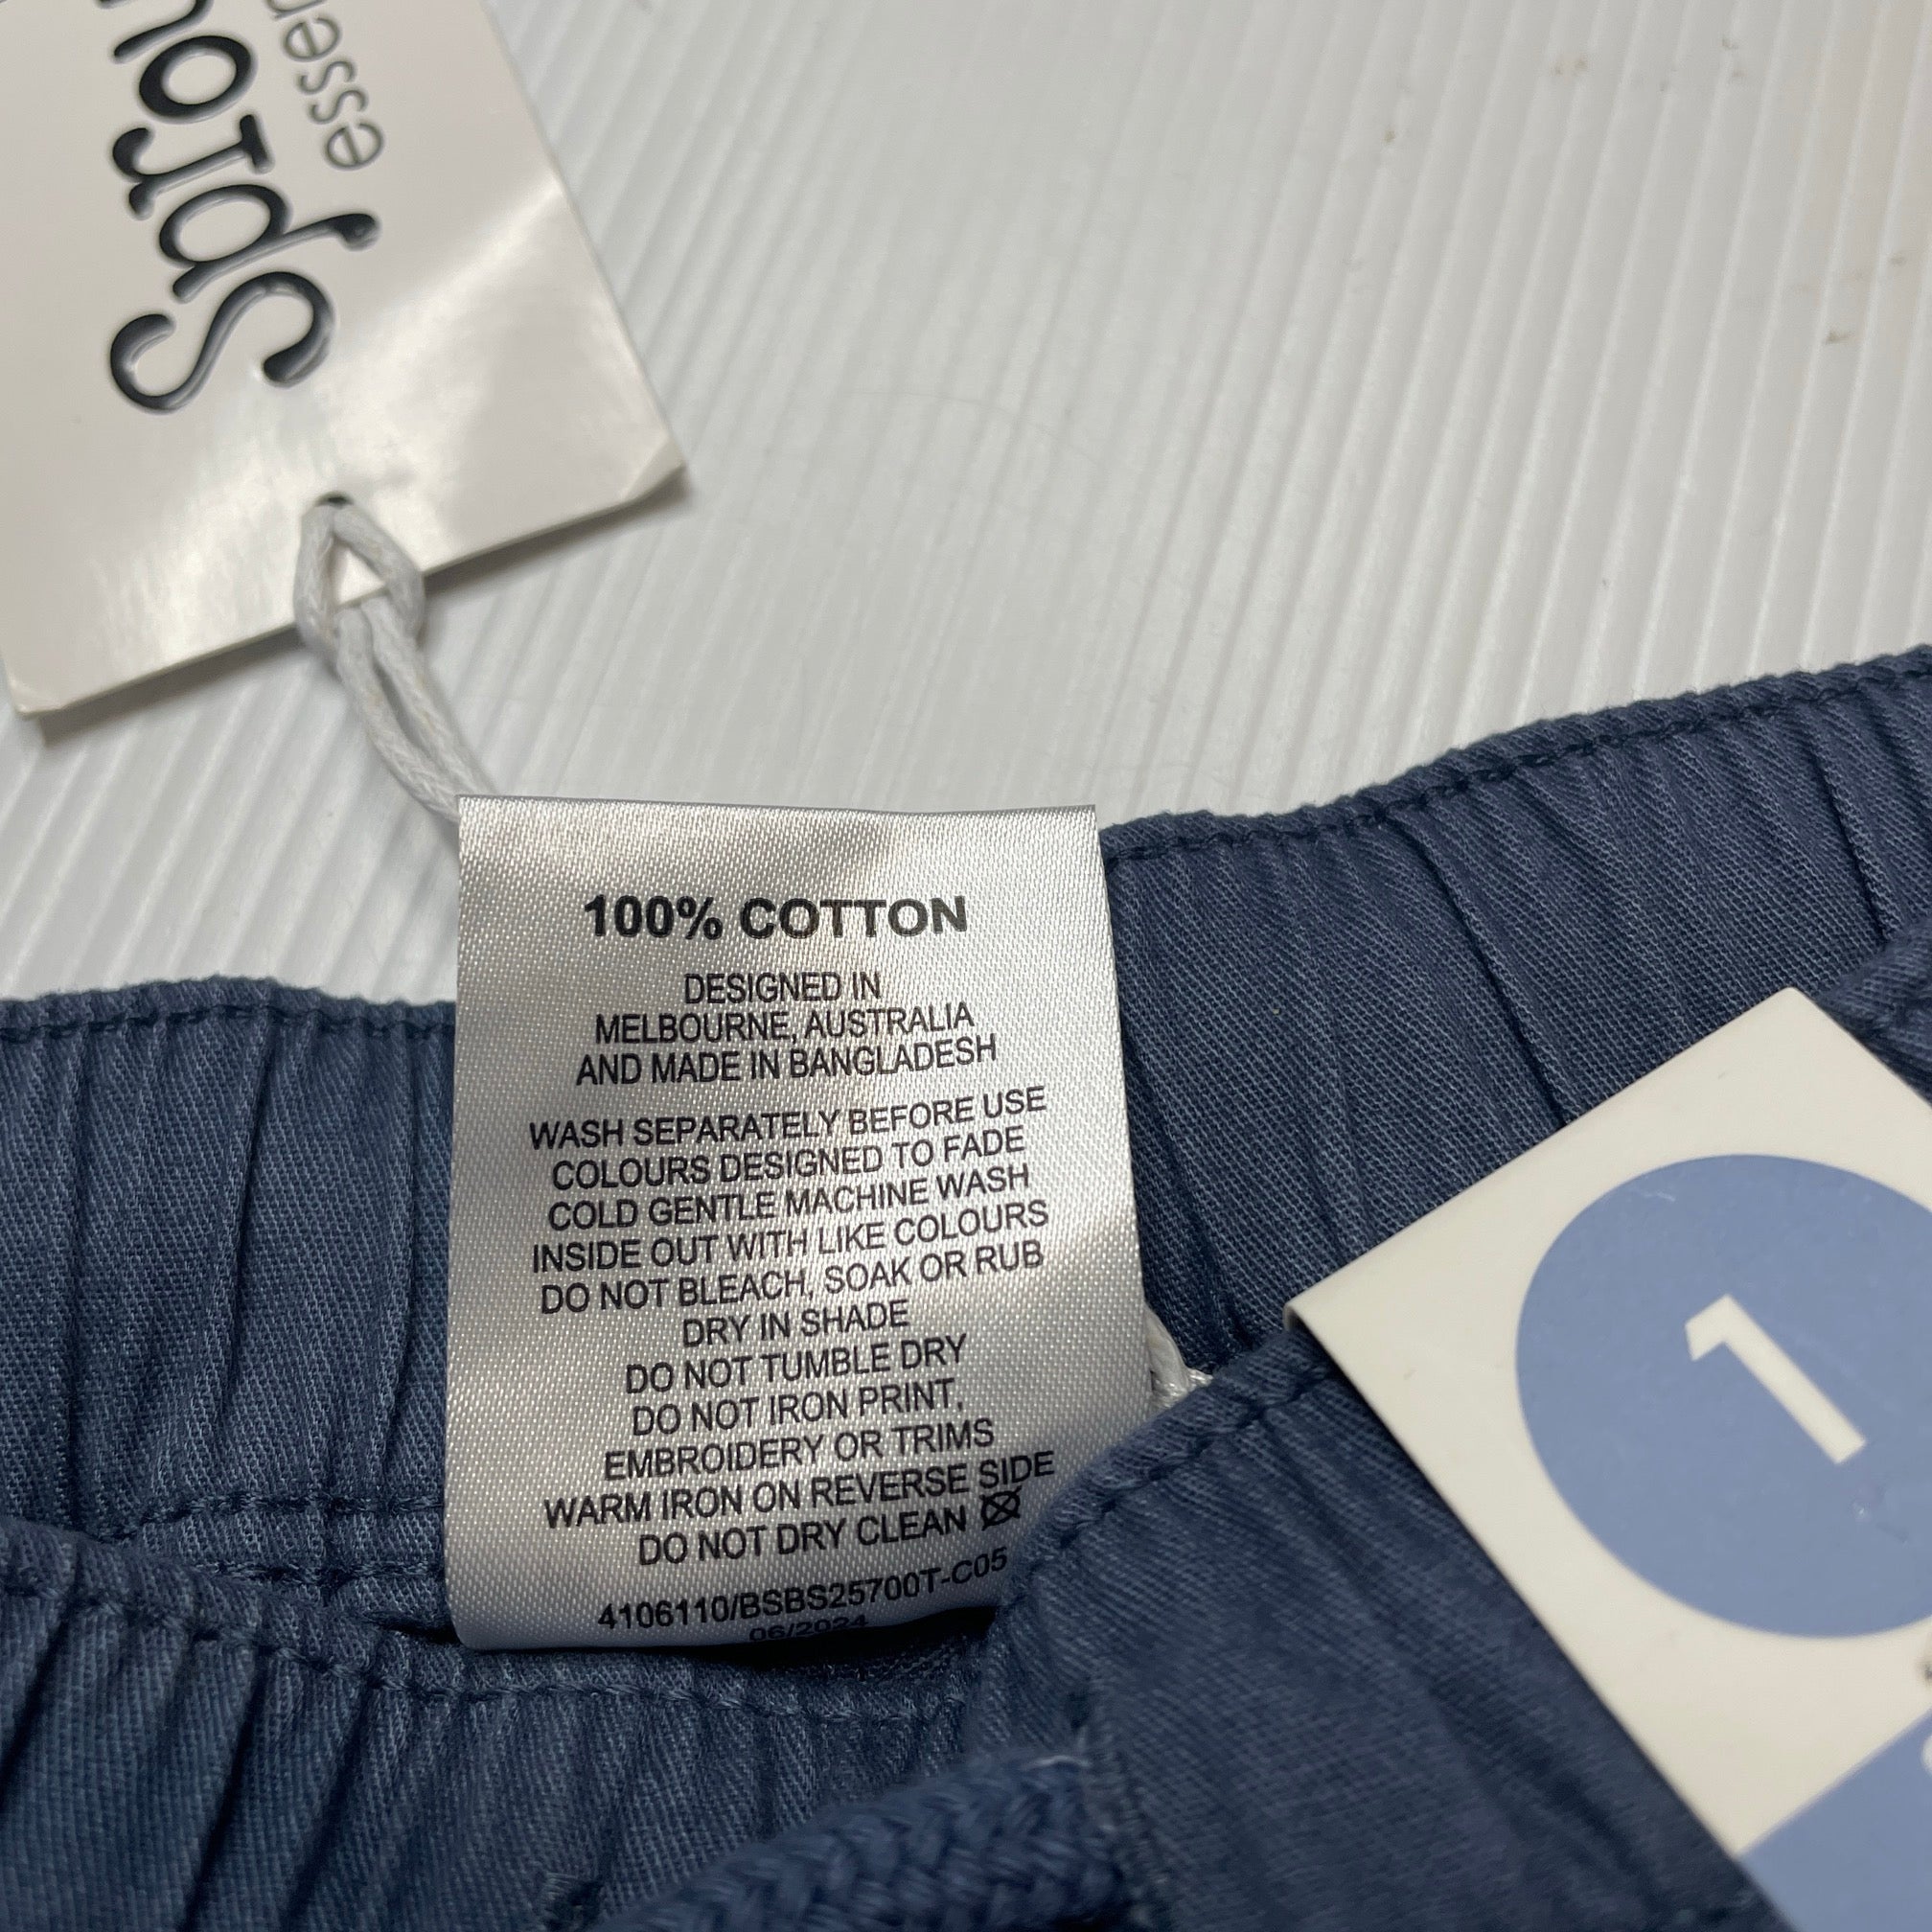 100% COTTON
DESIGNED IN
MELBOURNE, AUSTRALIA
AND MADE IN BANGLADESH
WASH SEPARATELY BEFORE USE
COLOURS DESIGNED TO FADE
COLD GENTLE MACHINE WASH
INSIDE OUT WITH LIKE COLOURS
DO NOT BLEACH, SOAK OR RUB
DRY IN SHADE
DO NOT TUMBLE DRY
DO NOT IRON PRINT,
EMBROIDERY OR TRIMS
WARM IRON ON REVERSE SIDE
DO NOT DRY CLEAN
4106110/BSBS25700T-C05
06/2024
1